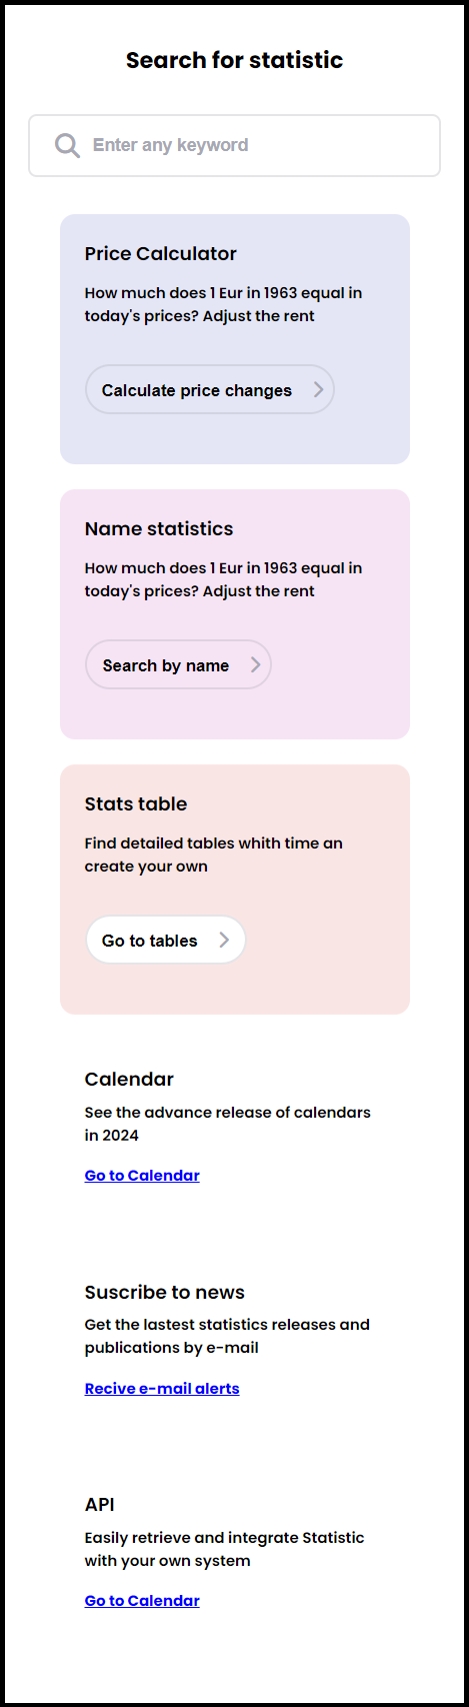 Search for statistic
Enter any keyword
Price Calculator
How much does 1 Eur in 1963 equal in
today's prices? Adjust the rent
Calculate price changes
Name statistics
How much does 1 Eur in 1963 equal in
today's prices? Adjust the rent
Search by name
Stats table
Find detailed tables whith time an
create your own
Go to tables
Calendar
See the advance release of calendars
in 2024
Go to Calendar
Suscribe to news
Get the lastest statistics releases and
publications by e-mail
Recive e-mail alerts
API
Easily retrieve and integrate Statistic
with your own system
Go to Calendar